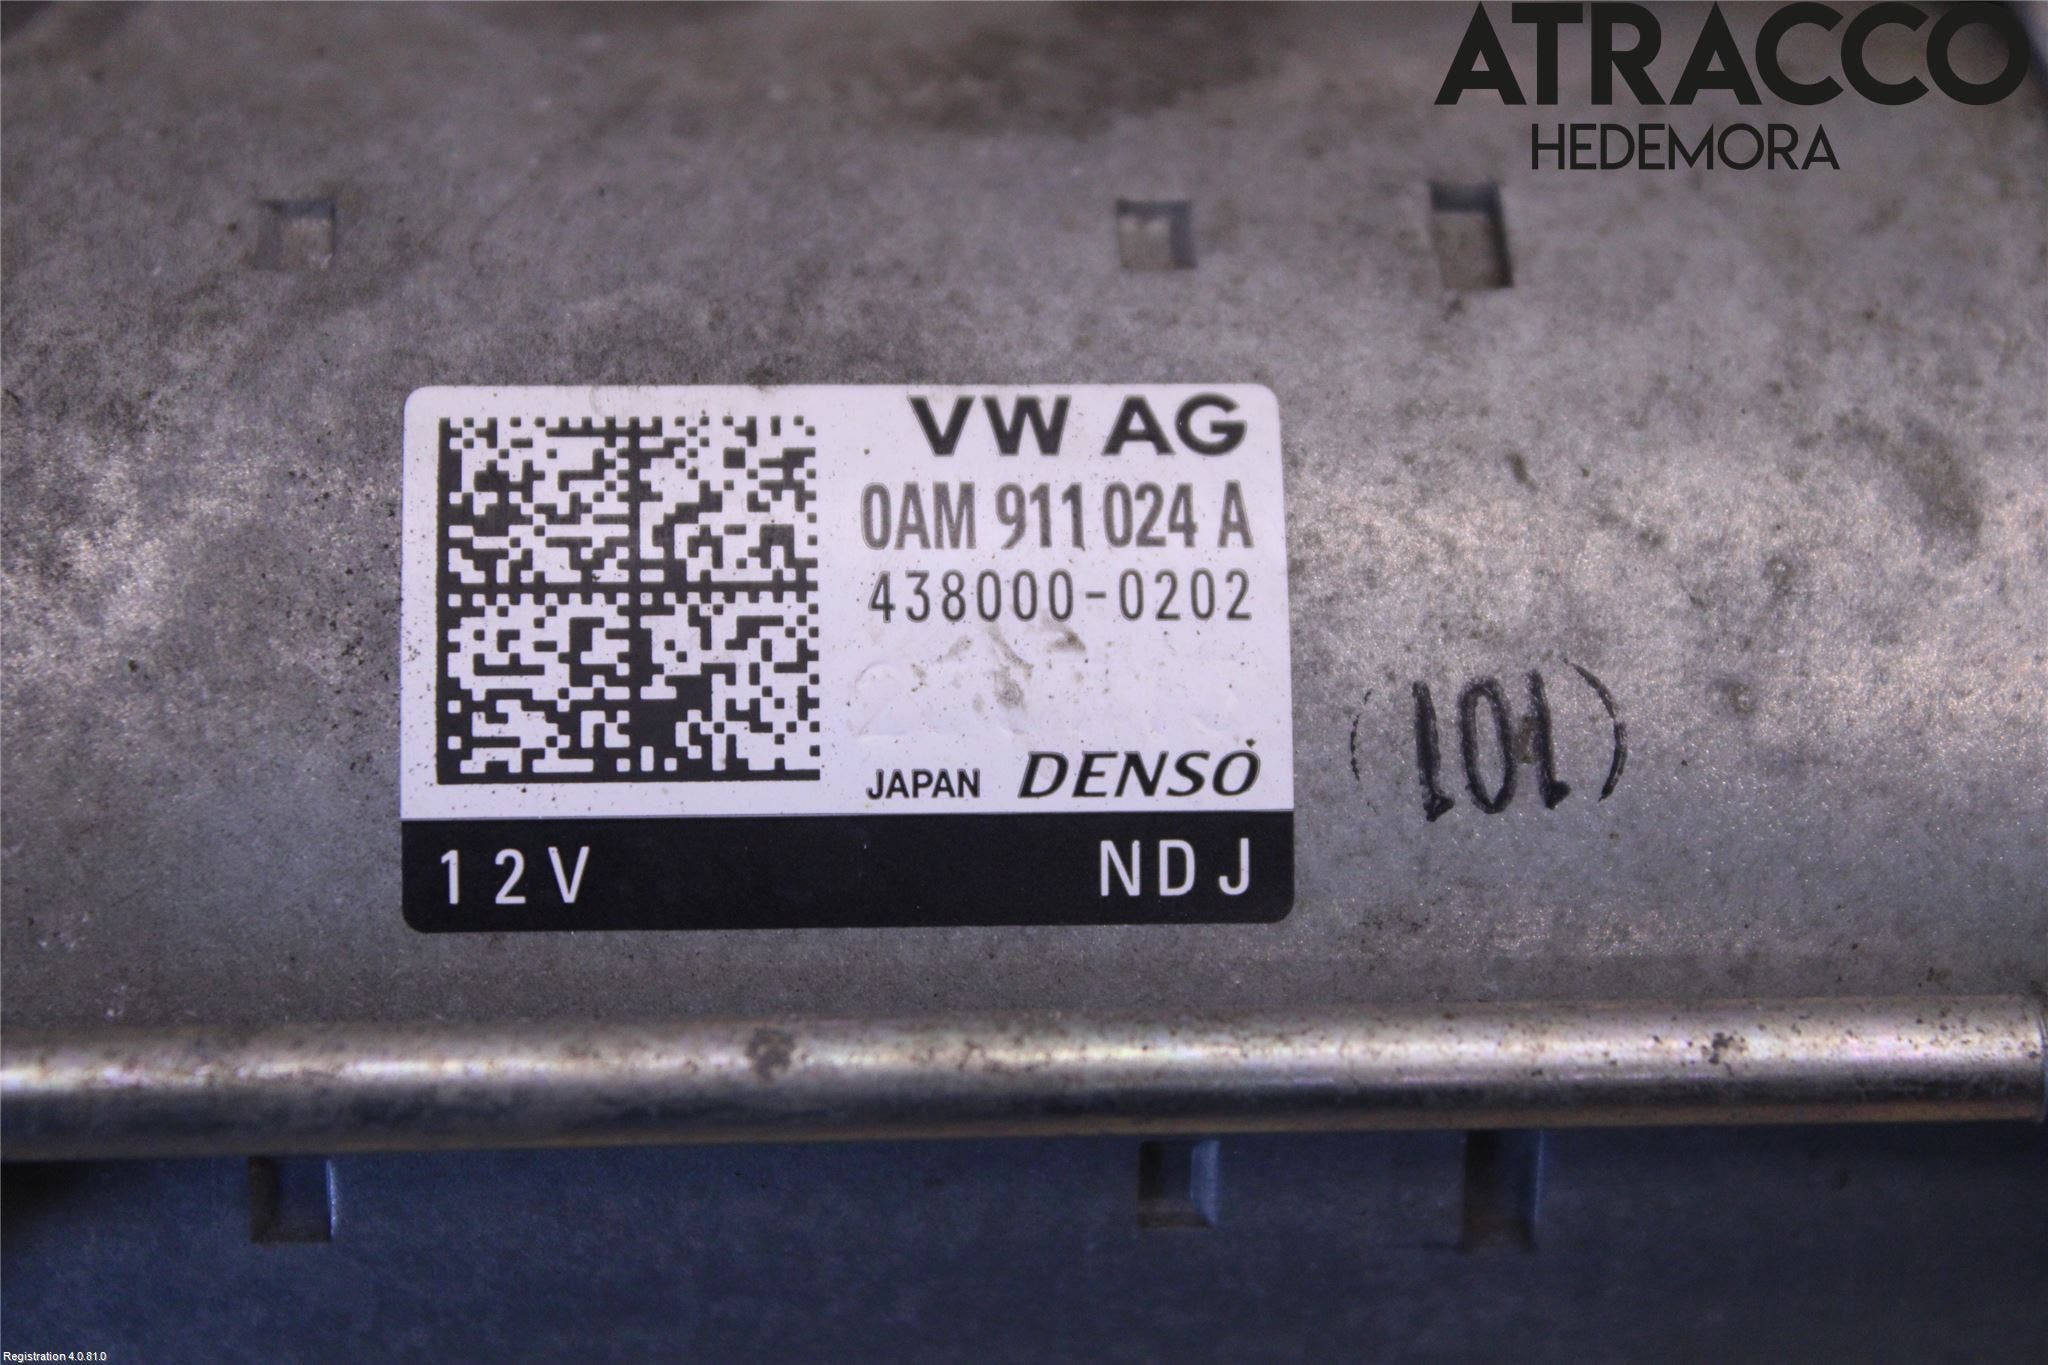 ATRACCO
HEDEMORA
VW AG
0AM 911 024 A
438000-0202
JAPAN DENSO
12V NDJ
(101)
Registration 4.0.81.0